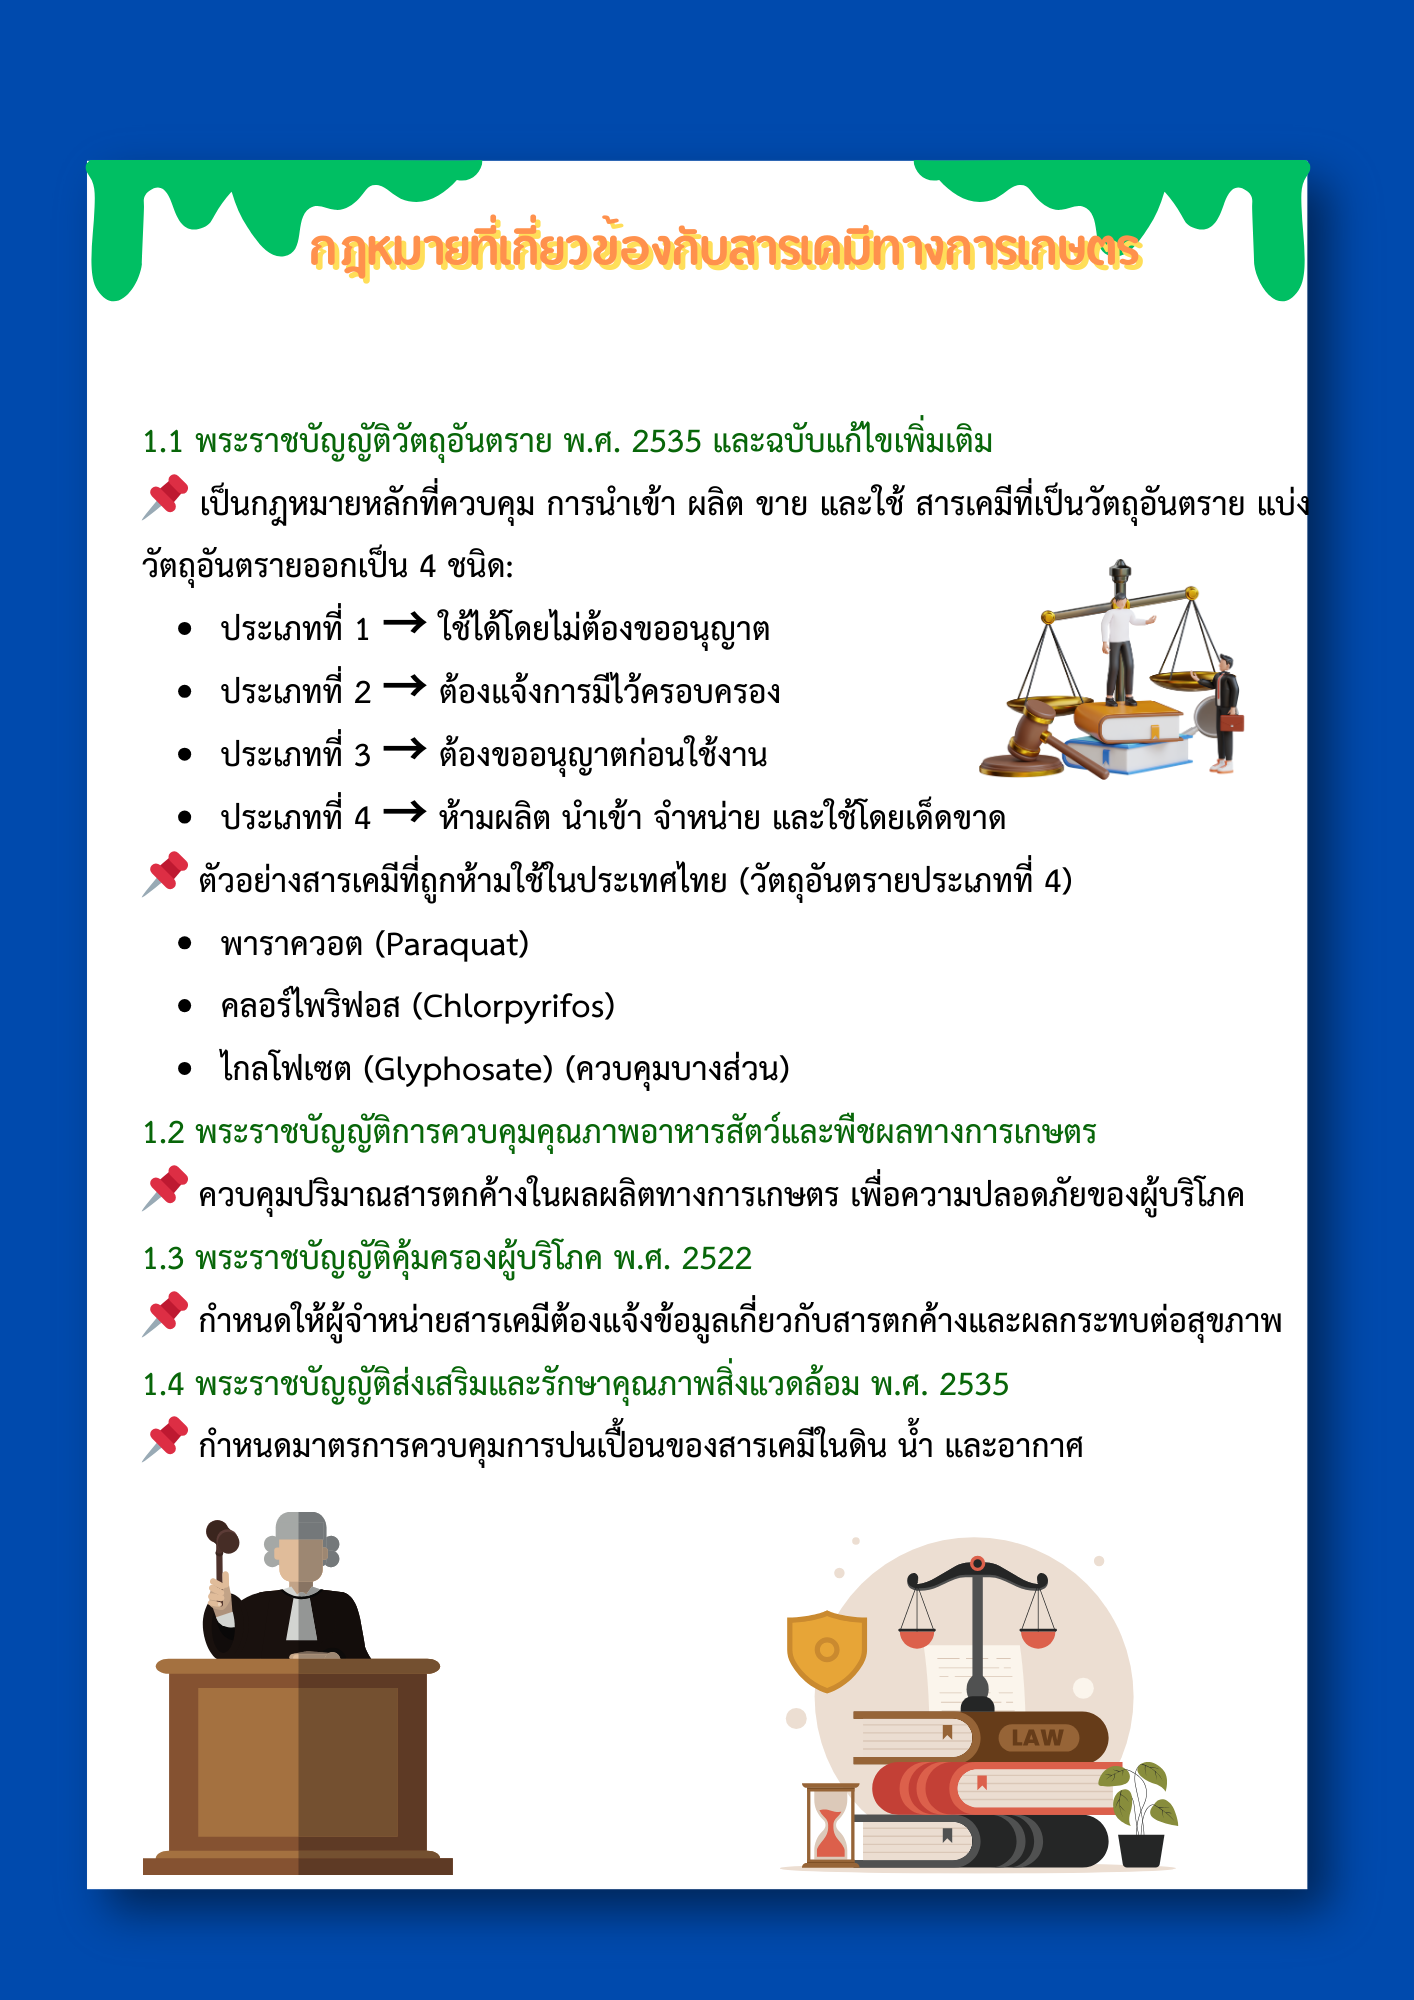 กฎหมายที่เกี่ยวข้องกับสารเคมีทางการเกษตร
1.1 พระราชบัญญัติวัตถุอันตราย พ.ศ. 2535 และฉบับแก้ไขเพิ่มเติม
📌 เป็นกฎหมายหลักที่ควบคุม การนำเข้า ผลิต ขาย และใช้ สารเคมีที่เป็นวัตถุอันตราย แบ่ง
วัตถุอันตรายออกเป็น 4 ชนิด:
• ประเภทที่ 1 → ใช้ได้โดยไม่ต้องขออนุญาต
• ประเภทที่ 2 → ต้องแจ้งการมีไว้ครอบครอง
• ประเภทที่ 3 → ต้องขออนุญาตก่อนใช้งาน
• ประเภทที่ 4 → ห้ามผลิต นำเข้า จำหน่าย และใช้โดยเด็ดขาด
📌 ตัวอย่างสารเคมีที่ถูกห้ามใช้ในประเทศไทย (วัตถุอันตรายประเภทที่ 4)
• พาราควอต (Paraquat)
• คลอร์ไพริฟอส (Chlorpyrifos)
• ไกลโฟเซต (Glyphosate) (ควบคุมบางส่วน)
1.2 พระราชบัญญัติการควบคุมคุณภาพอาหารสัตว์และพืชผลทางการเกษตร
📌 ควบคุมปริมาณสารตกค้างในผลผลิตทางการเกษตร เพื่อความปลอดภัยของผู้บริโภค
1.3 พระราชบัญญัติคุ้มครองผู้บริโภค พ.ศ. 2522
📌 กำหนดให้ผู้จำหน่ายสารเคมีต้องแจ้งข้อมูลเกี่ยวกับสารตกค้างและผลกระทบต่อสุขภาพ
1.4 พระราชบัญญัติส่งเสริมและรักษาคุณภาพสิ่งแวดล้อม พ.ศ. 2535
📌 กำหนดมาตรการควบคุมการปนเปื้อนของสารเคมีในดิน น้ำ และอากาศ
LAW